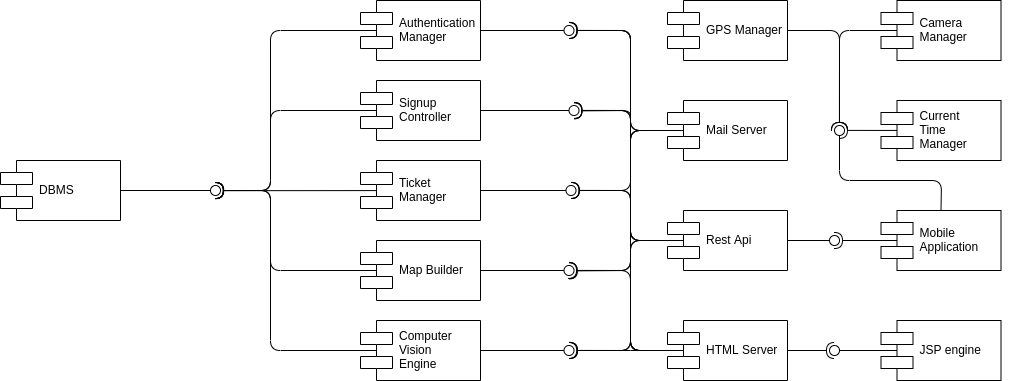 Authentication
Manager
GPS Manager
Camera
Manager
Signup
Controller
Mail Server
Current
Time
Manager
DBMS
Ticket
Manager
Map Builder
Rest Api
Mobile
Application
Computer
Vision
Engine
HTML Server
JSP engine